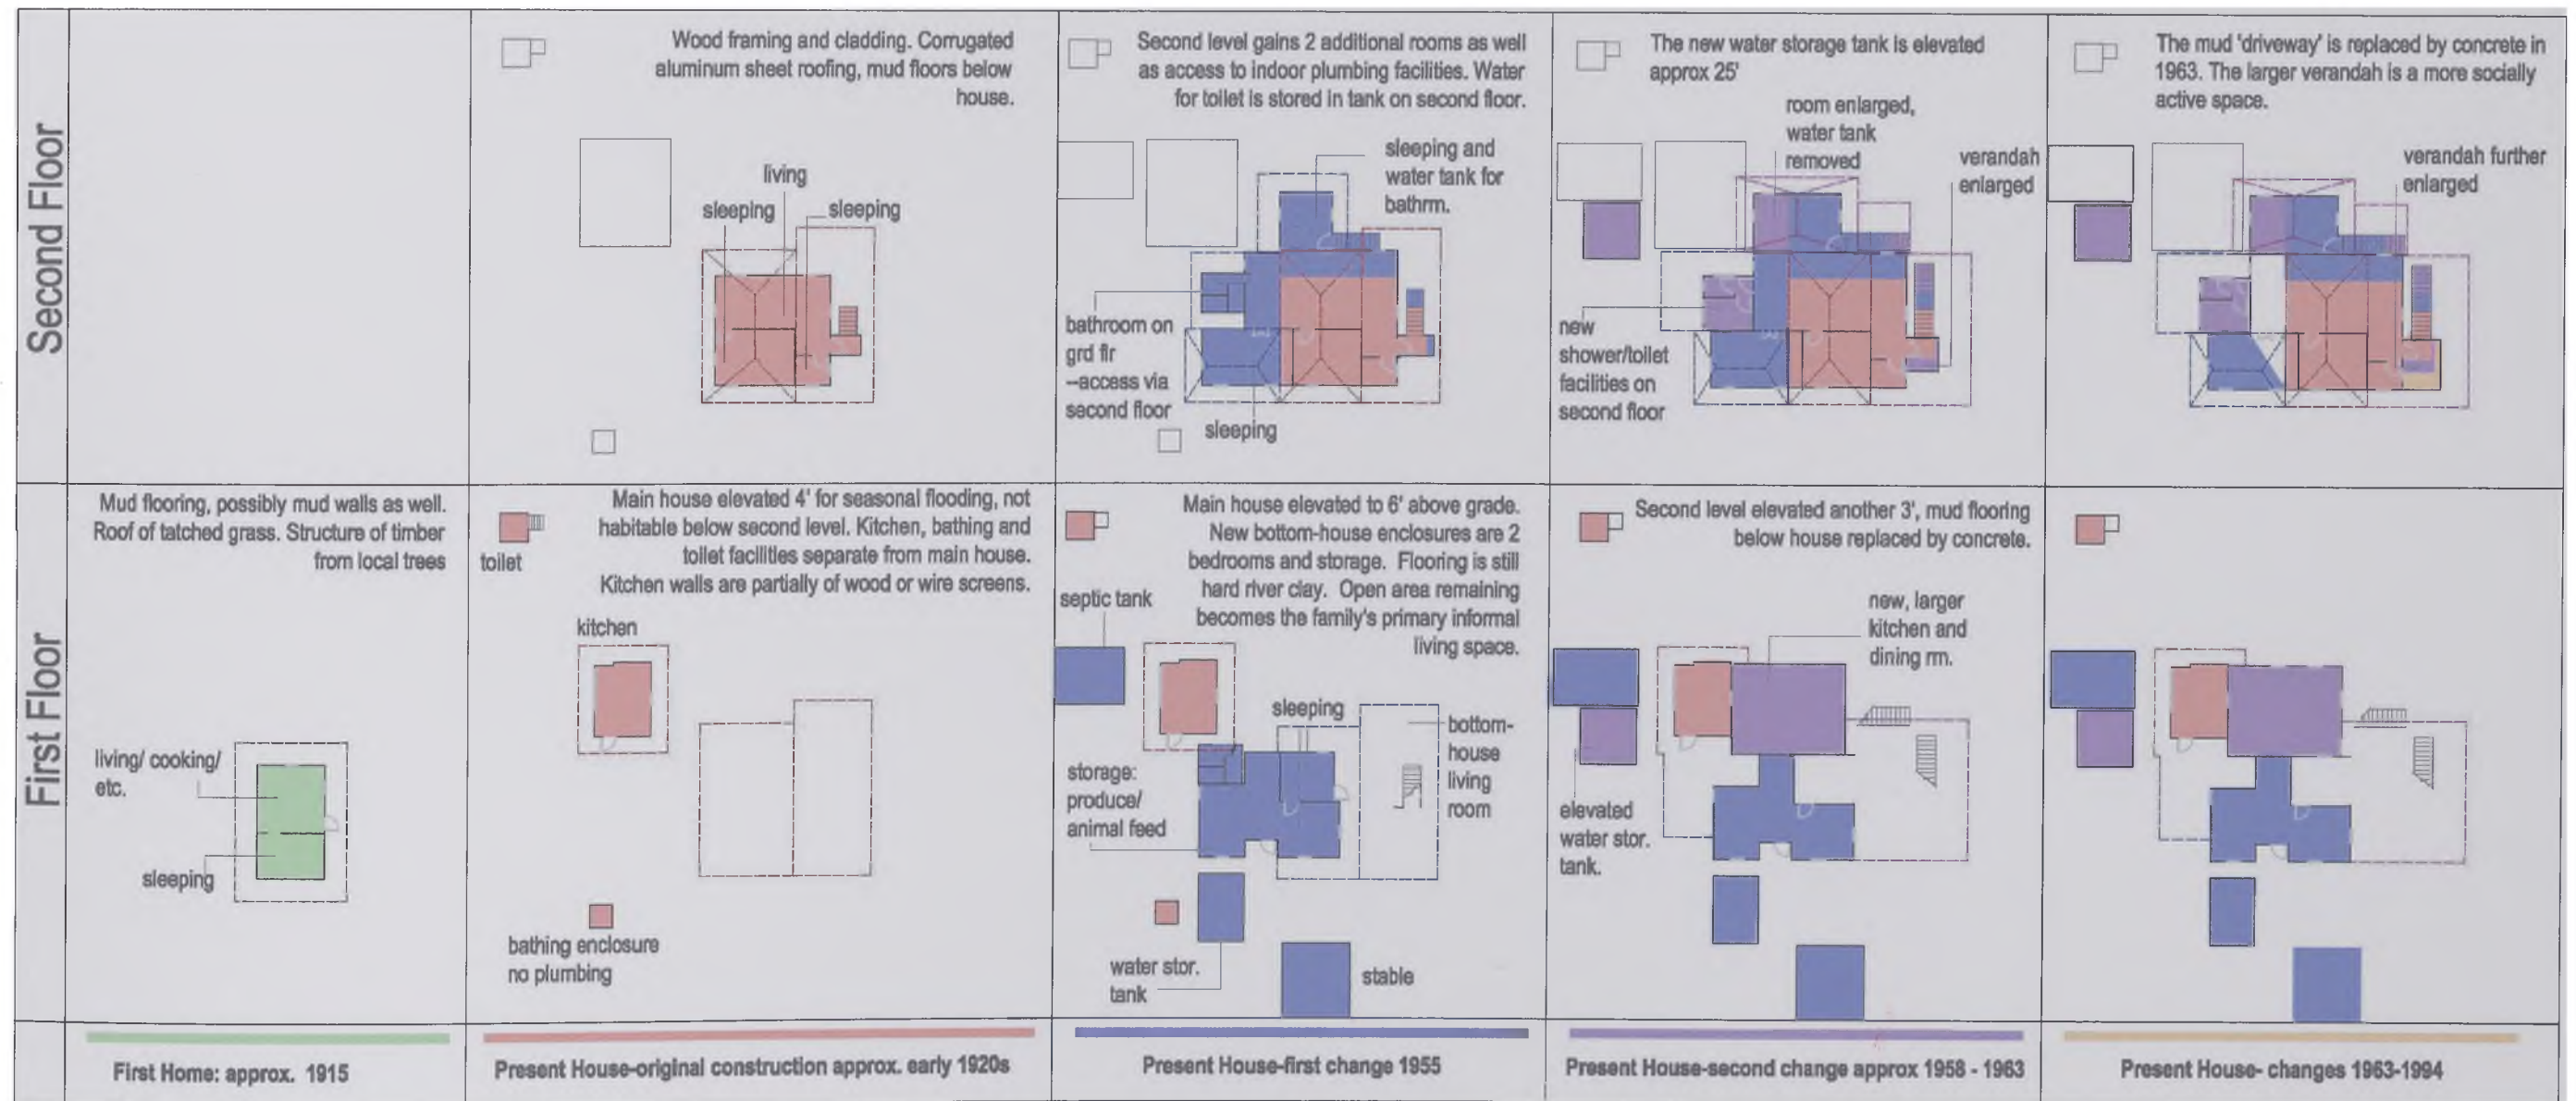 Second Floor
Wood framing and cladding. Corrugated
aluminum sheet roofing, mud floors below
house.
living
sleeping
sleeping
Second level gains 2 additional rooms as well
as access to indoor plumbing facilities. Water
for toilet is stored in tank on second floor.
sleeping and
water tank for
bathrm.
bathroom on
grd flr
--access via
second floor
sleeping
The new water storage tank is elevated
approx 25'
room enlarged,
water tank
removed
verandah
enlarged
new
shower/toilet
facilities on
second floor
The mud 'driveway' is replaced by concrete in
1963. The larger verandah is a more socially
active space.
verandah further
enlarged
First Floor
Mud flooring, possibly mud walls as well.
Roof of tatched grass. Structure of timber
from local trees
living/ cooking/
etc.
sleeping
Main house elevated 4' for seasonal flooding, not
habitable below second level. Kitchen, bathing and
toilet facilities separate from main house.
Kitchen walls are partially of wood or wire screens.
toilet
kitchen
bathing enclosure
no plumbing
Main house elevated to 6' above grade.
New bottom-house enclosures are 2
bedrooms and storage. Flooring is still
hard river clay. Open area remaining
becomes the family's primary informal
living space.
septic tank
sleeping
bottom-
house
living
room
storage:
produce/
animal feed
water stor.
tank
stable
Second level elevated another 3', mud flooring
below house replaced by concrete.
new, larger
kitchen and
dining rm.
elevated
water stor.
tank.
First Home: approx. 1915
Present House-original construction approx. early 1920s
Present House-first change 1955
Present House-second change approx 1958 - 1963
Present House- changes 1963-1994